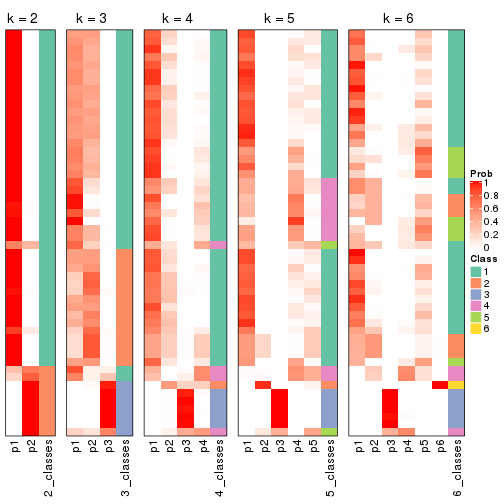 k = 2
k = 3
k = 4
k = 5
k = 6
p1
p2
2_classes
p1
p2
p3
3_classes
p1
p2
p3
p4
4_classes
p1
p2
p3
p4
p5
5_classes
p1
p2
p3
p4
p5
p6
6_classes
Prob
1
0.8
0.6
0.4
0.2
0
Class
1
2
3
4
5
6